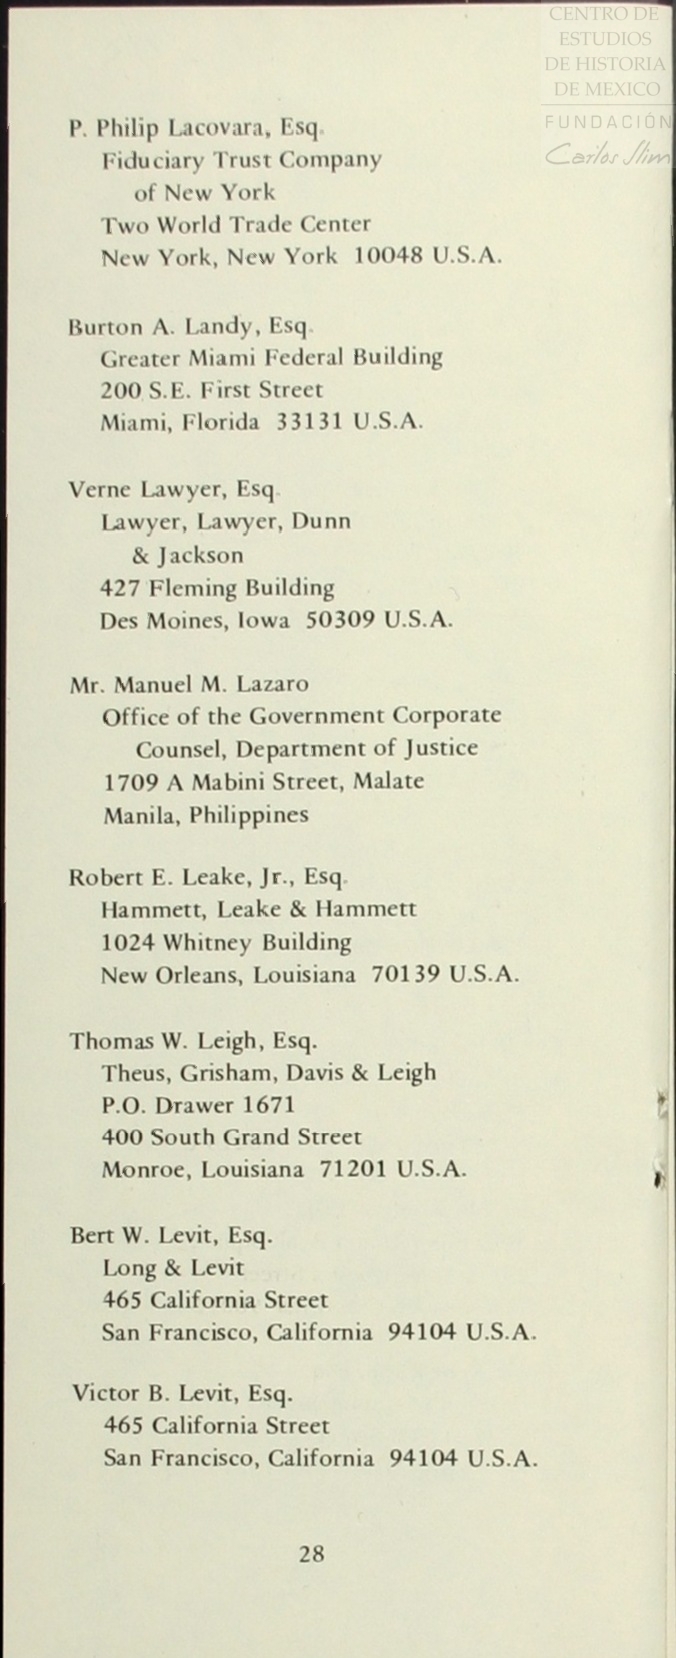 CENTRO DE
ESTUDIOS
DE HISTORIA
DE MEXICO
FUNDACIÓN
Carlos Slim
P. Philip Lacovara, Esq.
Fiduciary Trust Company
of New York
Two World Trade Center
New York, New York 10048 U.S.A.
Burton A. Landy, Esq.
Greater Miami Federal Building
200 S.E. First Street
Miami, Florida 33131 U.S.A.
Verne Lawyer, Esq.
Lawyer, Lawyer, Dunn
& Jackson
427 Fleming Building
Des Moines, Iowa 50309 U.S.A.
Mr. Manuel M. Lazaro
Office of the Government Corporate
Counsel, Department of Justice
1709 A Mabini Street, Malate
Manila, Philippines
Robert E. Leake, Jr., Esq.
Hammett, Leake & Hammett
1024 Whitney Building
New Orleans, Louisiana 70139 U.S.A.
Thomas W. Leigh, Esq.
Theus, Grisham, Davis & Leigh
P.O. Drawer 1671
400 South Grand Street
Monroe, Louisiana 71201 U.S.A.
Bert W. Levit, Esq.
Long & Levit
465 California Street
San Francisco, California 94104 U.S.A.
Victor B. Levit, Esq.
465 California Street
San Francisco, California 94104 U.S.A.
28